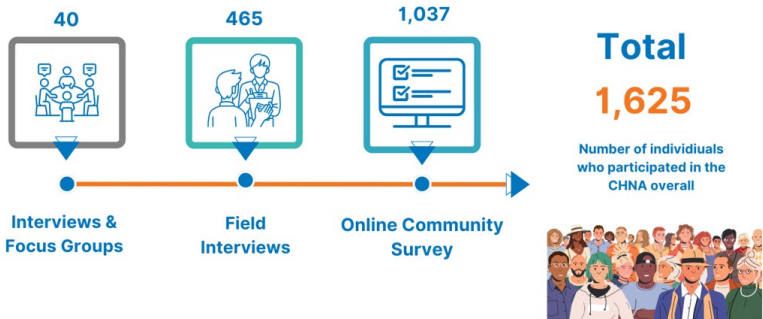 40
465
1,037
Interviews &
Focus Groups
Field
Interviews
Online Community
Survey
Total
1,625
Number of individiuals
who participated in the
CHNA overall